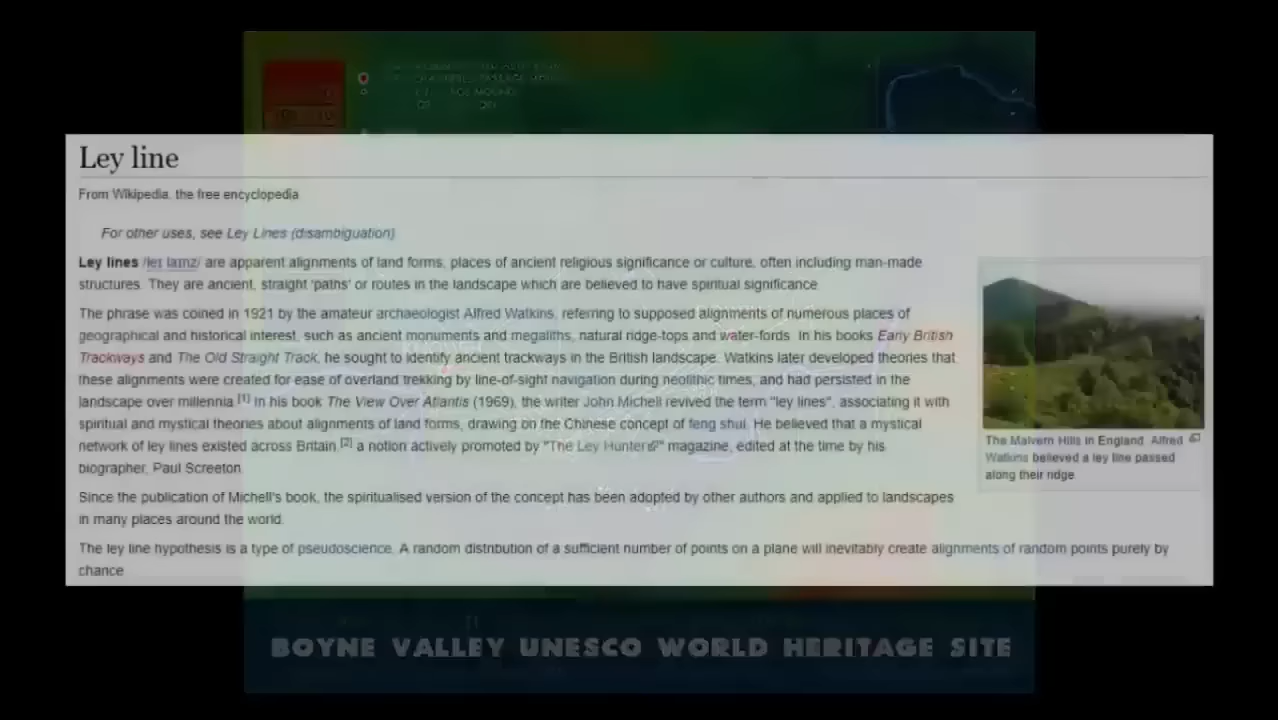 Ley line
From Wikipedia, the free encyclopedia
For other uses, see Ley Lines (disambiguation)
Ley lines /leɪ laɪnz/ are apparent alignments of land forms, places of ancient religious significance or culture, often including man-made
structures. They are ancient, straight 'paths' or routes in the landscape which are believed to have spiritual significance
The phrase was coined in 1921 by the amateur archaeologist Alfred Watkins, referring to supposed alignments of numerous places of
geographical and historical interest, such as ancient monuments and megaliths, natural ridge-tops and water-fords. In his books Early British
Trackways and The Old Straight Track, he sought to identify ancient trackways in the British landscape. Watkins later developed theories that
these alignments were created for ease of overland trekking by line-of-sight navigation during neolithic times, and had persisted in the
landscape over millennia.[1] In his book The View Over Atlantis (1969), the writer John Michell revived the term "ley lines", associating it with
spiritual and mystical theories about alignments of land forms, drawing on the Chinese concept of feng shui. He believed that a mystical
network of ley lines existed across Britain.[2] a notion actively promoted by "The Ley Hunter" magazine, edited at the time by his
biographer, Paul Screeton
The Malvern Hills in England. Alfred
Watkins believed a ley line passed
along their ridge
Since the publication of Michell's book, the spiritualised version of the concept has been adopted by other authors and applied to landscapes
in many places around the world.
The ley line hypothesis is a type of pseudoscience. A random distribution of a sufficient number of points on a plane will inevitably create alignments of random points purely by
chance
BOYNE VALLEY UNESCO WORLD HERITAGE SITE